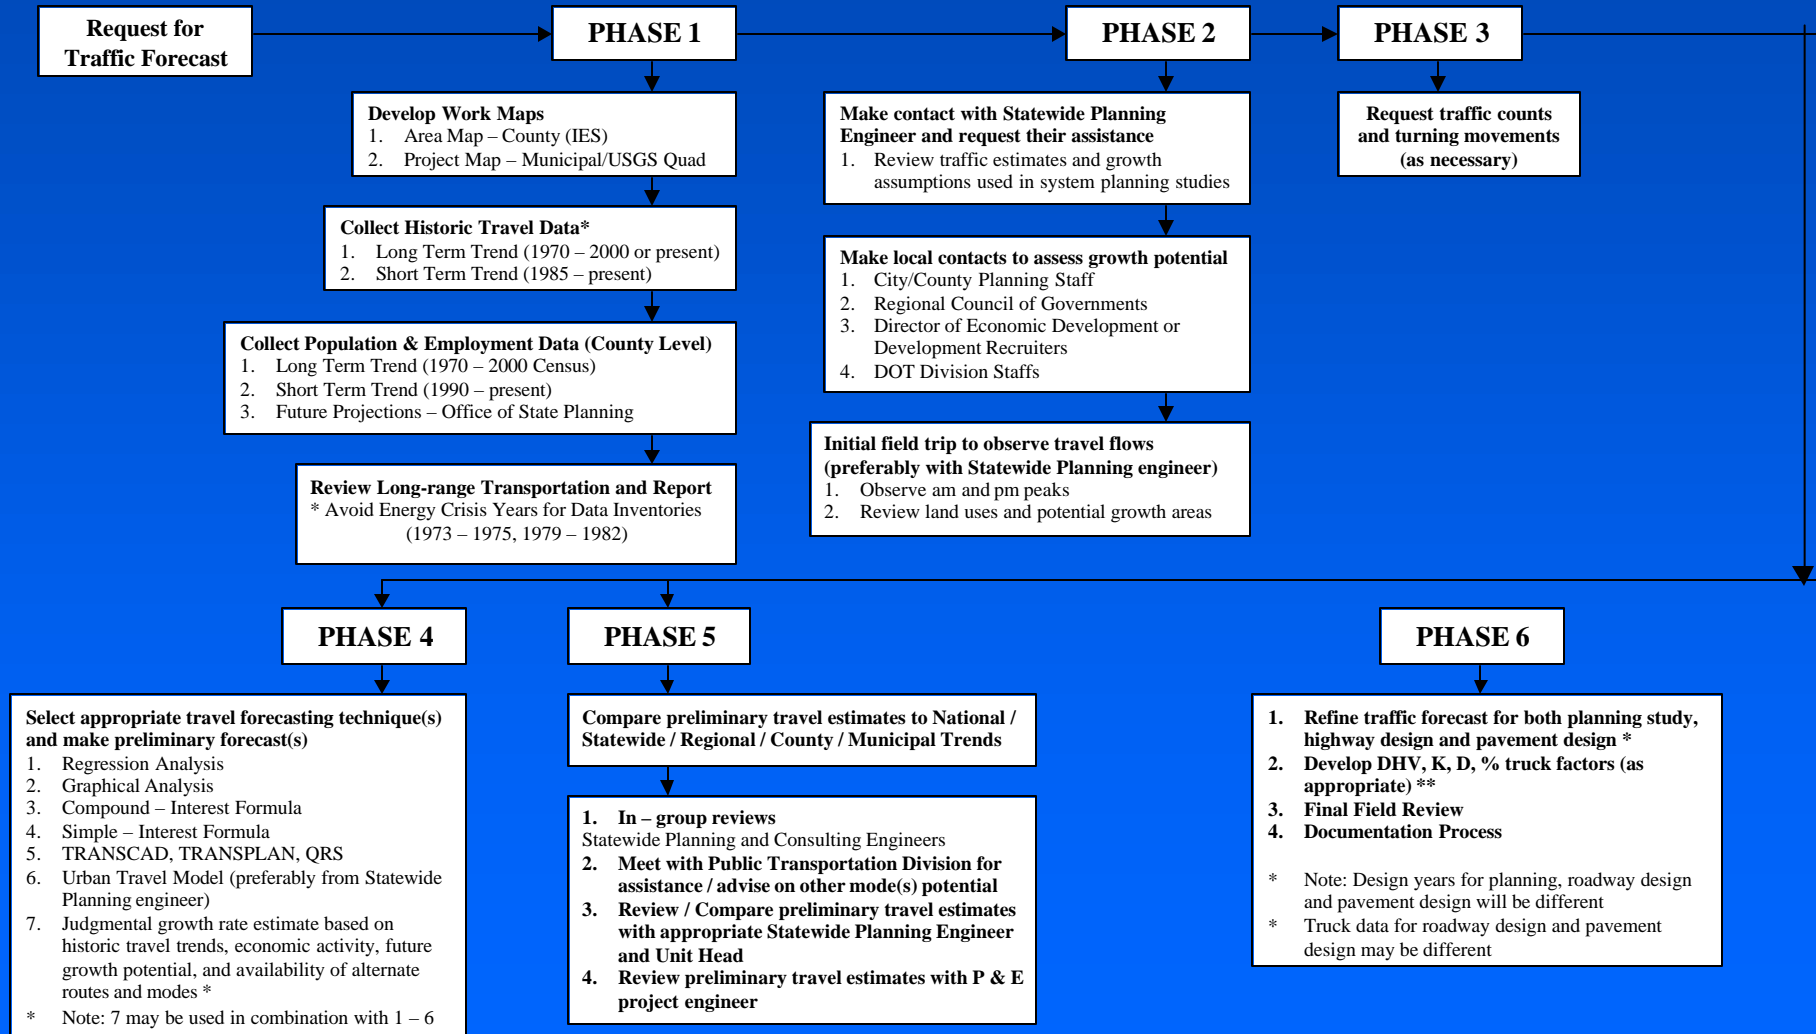 Request for
Traffic Forecast
PHASE 1
PHASE 2
PHASE 3
Develop Work Maps
1. Area Map – County (IES)
2. Project Map – Municipal/USGS Quad
Collect Historic Travel Data*
1. Long Term Trend (1970 – 2000 or present)
2. Short Term Trend (1985 – present)
Collect Population & Employment Data (County Level)
1. Long Term Trend (1970 – 2000 Census)
2. Short Term Trend (1990 – present)
3. Future Projections – Office of State Planning
Review Long-range Transportation and Report
* Avoid Energy Crisis Years for Data Inventories
(1973 – 1975, 1979 – 1982)
Make contact with Statewide Planning
Engineer and request their assistance
1. Review traffic estimates and growth
assumptions used in system planning studies
Make local contacts to assess growth potential
1. City/County Planning Staff
2. Regional Council of Governments
3. Director of Economic Development or
Development Recruiters
4. DOT Division Staffs
Initial field trip to observe travel flows
(preferably with Statewide Planning engineer)
1. Observe am and pm peaks
2. Review land uses and potential growth areas
Request traffic counts
and turning movements
(as necessary)
PHASE 4
PHASE 5
PHASE 6
Select appropriate travel forecasting technique(s)
and make preliminary forecast(s)
1. Regression Analysis
2. Graphical Analysis
3. Compound – Interest Formula
4. Simple – Interest Formula
5. TRANSCAD, TRANSPLAN, QRS
6. Urban Travel Model (preferably from Statewide
Planning engineer)
7. Judgmental growth rate estimate based on
historic travel trends, economic activity, future
growth potential, and availability of alternate
routes and modes *
* Note: 7 may be used in combination with 1 – 6
Compare preliminary travel estimates to National /
Statewide / Regional / County / Municipal Trends
1. In – group reviews
Statewide Planning and Consulting Engineers
2. Meet with Public Transportation Division for
assistance / advise on other mode(s) potential
3. Review / Compare preliminary travel estimates
with appropriate Statewide Planning Engineer
and Unit Head
4. Review preliminary travel estimates with P & E
project engineer
1. Refine traffic forecast for both planning study,
highway design and pavement design *
2. Develop DHV, K, D, % truck factors (as
appropriate) **
3. Final Field Review
4. Documentation Process
* Note: Design years for planning, roadway design
and pavement design will be different
* Truck data for roadway design and pavement
design may be different